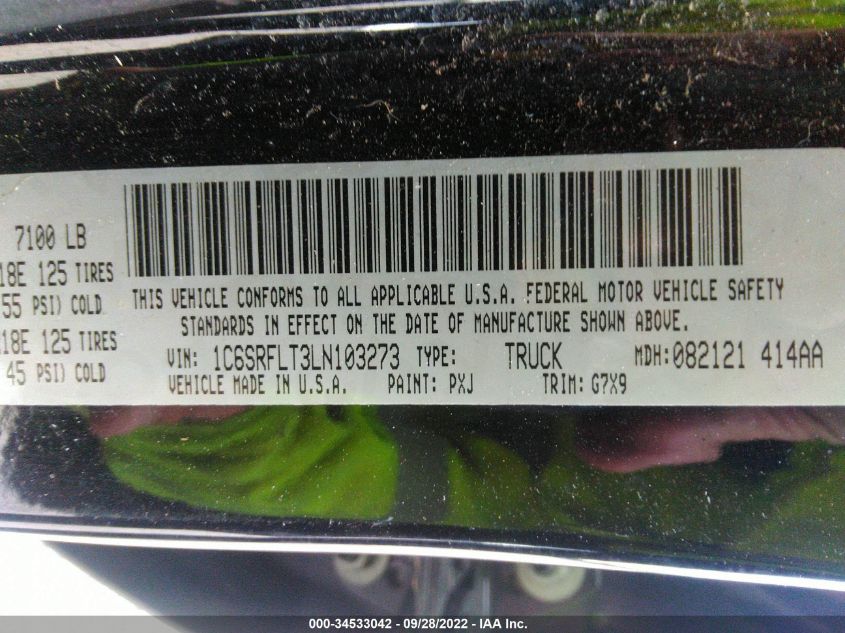 7100 LB
18E 125 TIRES
55 PSI) COLD
18E 125 TIRES
45 PSI) COLD
THIS VEHICLE CONFORMS TO ALL APPLICABLE U.S.A. FEDERAL MOTOR VEHICLE SAFETY
STANDARDS IN EFFECT ON THE DATE OF MANUFACTURE SHOWN ABOVE.
VIN: 1C6SRFLT3LN103273 TYPE: TRUCK MDH:082121 414AA
VEHICLE MADE IN U.S.A. PAINT: PXJ TRIM: G7X9
000-34533042 / 09/28/2022 - IAA Inc.